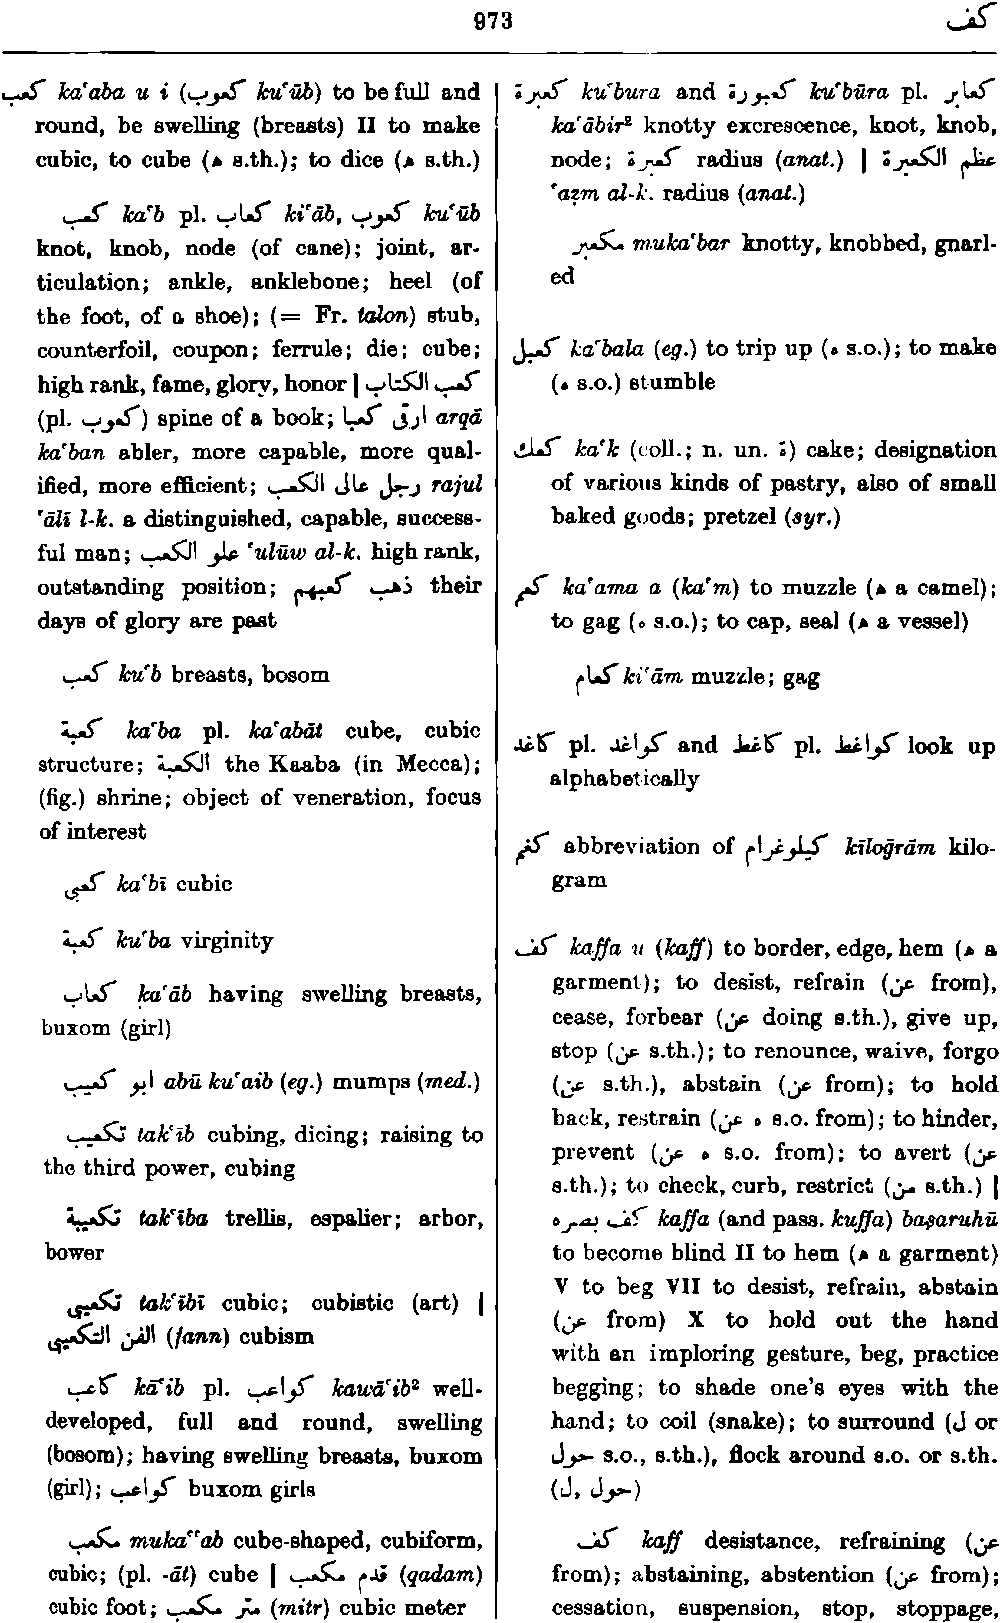 973
كف
كعب ka‘aba u i (كعوب ku‘ūb) to be full and
round, be swelling (breasts) II to make
cubic, to cube (ﻫ s.th.); to dice (ﻫ s.th.)
كعب ka‘b pl. كعاب ki‘āb, كعوب ku‘ūb
knot, knob, node (of cane); joint, ar-
ticulation; ankle, anklebone; heel (of
the foot, of a shoe); (= Fr. talon) stub,
counterfoil, coupon; ferrule; die; cube;
high rank, fame, glory, honor | كعب الكتاب
(pl. كعوب) spine of a book; ارقى كعبا arqā
ka‘ban abler, more capable, more qual-
ified, more efficient; رجل عالى الكعب rajul
‘ālī l-k. a distinguished, capable, success-
ful man; علو الكعب ‘ulūw al-k. high rank,
outstanding position; ذهب كعبهم their
days of glory are past
كعب ku‘b breasts, bosom
كعبة ka‘ba pl. ka‘abāt cube, cubic
structure; الكعبة the Kaaba (in Mecca);
(fig.) shrine; object of veneration, focus
of interest
كعبى ka‘bī cubic
كعبة ku‘ba virginity
كعاب ka‘āb having swelling breasts,
buxom (girl)
ابو كعيب abū ku‘aib (eg.) mumps (med.)
تكعيب tak‘īb cubing, dicing; raising to
the third power, cubing
تكعيبة tak‘ība trellis, espalier; arbor,
bower
تكعيبى tak‘ībī cubic; cubistic (art) |
الفن التكعيبى (fann) cubism
كاعب kā‘ib pl. كواعب kawā‘ib² well-
developed, full and round, swelling
(bosom); having swelling breasts, buxom
(girl); كواعب buxom girls
مكعب muka‘‘ab cube-shaped, cubiform,
cubic; (pl. -āt) cube | قدم مكعب (qadam)
cubic foot; متر مكعب (mitr) cubic meter
كعبرة ku‘bura and كعبورة ku‘būra pl. كعابر
ka‘ābir² knotty excrescence, knot, knob,
node; كعبرة radius (anat.) | عظم الكعبرة
‘aẓm al-k. radius (anat.)
مكعبر muka‘bar knotty, knobbed, gnarl-
ed
كعبل ka‘bala (eg.) to trip up (ه s.o.); to make
(ه s.o.) stumble
كعك ka‘k (coll.; n. un. ة) cake; designation
of various kinds of pastry, also of small
baked goods; pretzel (syr.)
كعم ka‘ama a (ka‘m) to muzzle (ﻫ a camel);
to gag (ه s.o.); to cap, seal (ﻫ a vessel)
كعام ki‘ām muzzle; gag
كاغد pl. كواغد and كاغط pl. كواغط look up
alphabetically
كغم abbreviation of كيلوغرام kīloḡrām kilo-
gram
كف kaffa u (kaff) to border, edge, hem (ﻫ a
garment); to desist, refrain (عن from),
cease, forbear (عن doing s.th.), give up,
stop (عن s.th.); to renounce, waive, forgo
(عن s.th.), abstain (عن from); to hold
back, restrain (ه عن s.o. from); to hinder,
prevent (ه عن s.o. from); to avert (عن
s.th.); to check, curb, restrict (من s.th.) |
كف بصره kaffa (and pass. kuffa) baṣaruhū
to become blind II to hem (ﻫ a garment)
V to beg VII to desist, refrain, abstain
(عن from) X to hold out the hand
with an imploring gesture, beg, practice
begging; to shade one's eyes with the
hand; to coil (snake); to surround (ل or
حول s.o., s.th.), flock around s.o. or s.th.
(حول ,ل)
كف kaff desistance, refraining (عن
from); abstaining, abstention (عن from);
cessation, suspension, stop, stoppage,